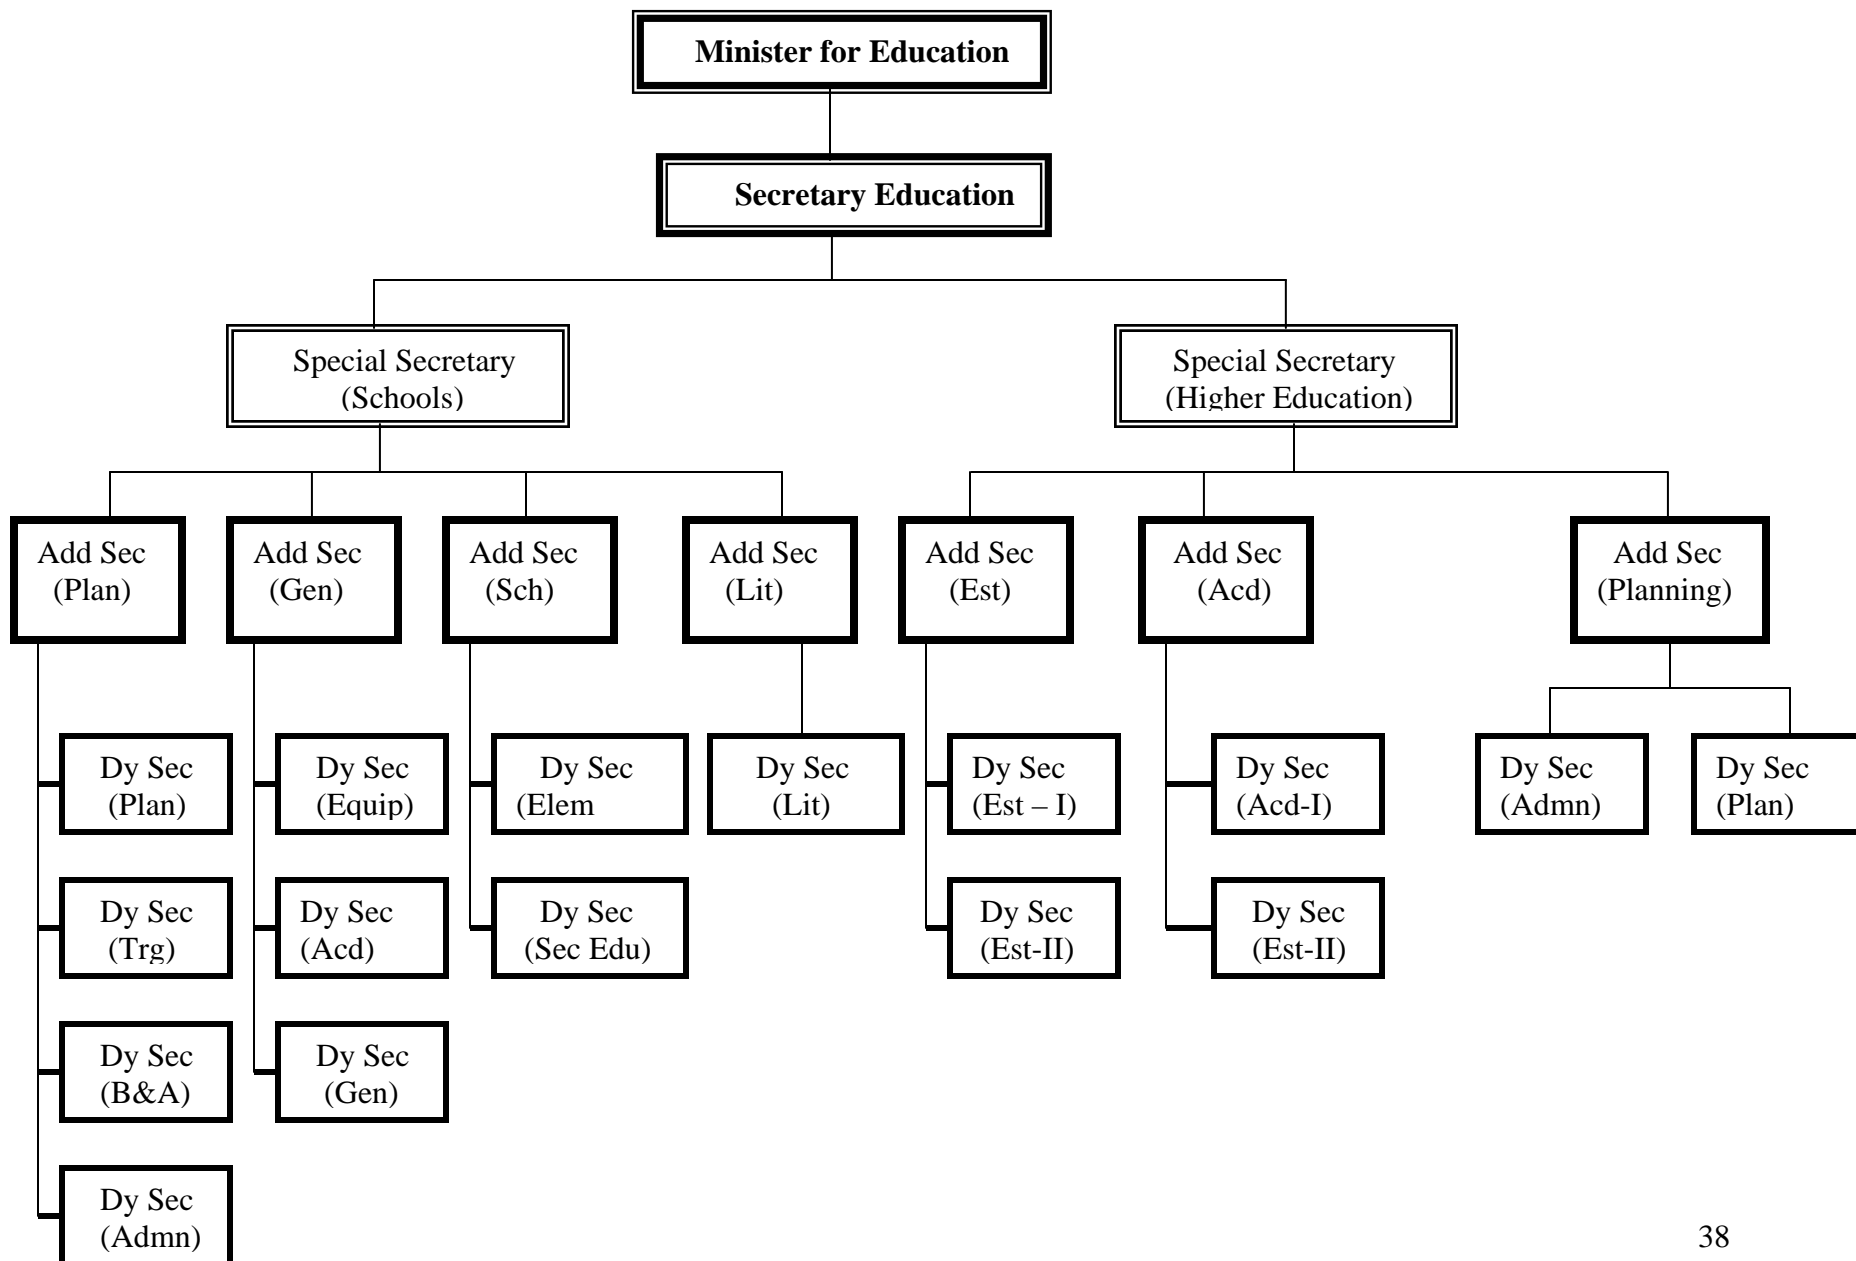 Minister for Education
Secretary Education
Special Secretary
(Schools)
Special Secretary
(Higher Education)
Add Sec
(Plan)
Add Sec
(Gen)
Add Sec
(Sch)
Add Sec
(Lit)
Add Sec
(Est)
Add Sec
(Acd)
Add Sec
(Planning)
Dy Sec
(Plan)
Dy Sec
(Equip)
Dy Sec
(Elem
Dy Sec
(Lit)
Dy Sec
(Est – I)
Dy Sec
(Acd-I)
Dy Sec
(Admn)
Dy Sec
(Plan)
Dy Sec
(Trg)
Dy Sec
(Acd)
Dy Sec
(Sec Edu)
Dy Sec
(Est-II)
Dy Sec
(Est-II)
Dy Sec
(B&A)
Dy Sec
(Gen)
Dy Sec
(Admn)
38